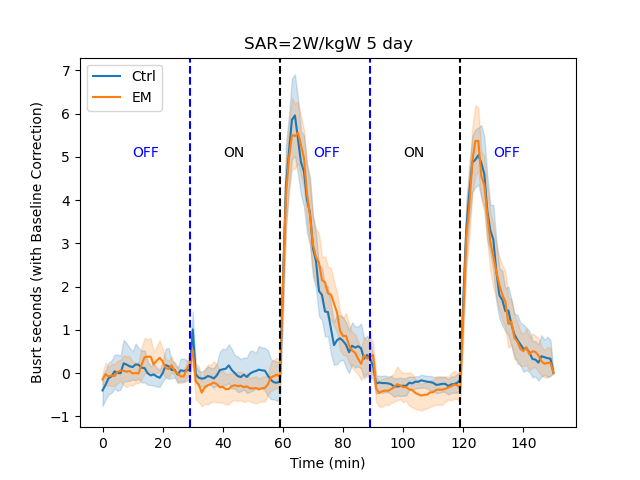 SAR=2W/kgW 5 day
Ctrl
EM
OFF
ON
OFF
ON
OFF
Busrt seconds (with Baseline Correction)
7
6
5
4
3
2
1
0
−1
0
20
40
60
80
100
120
140
Time (min)